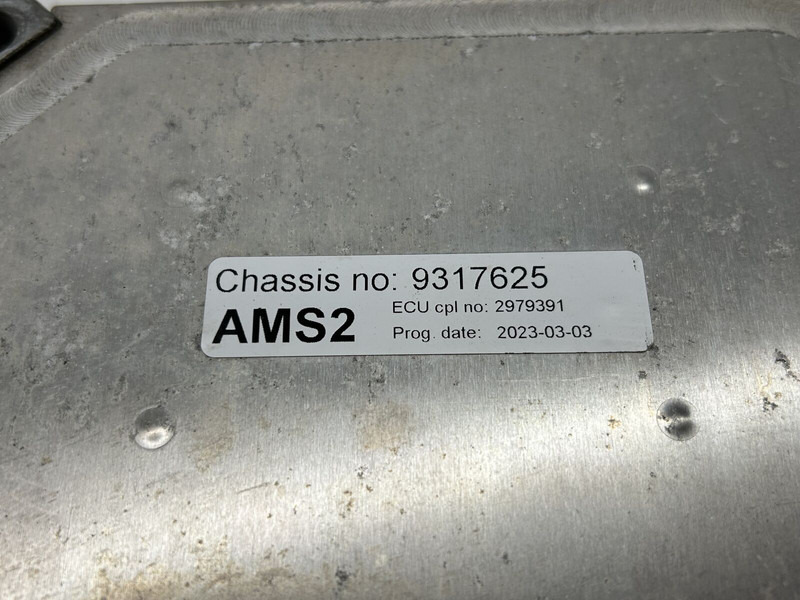 Chassis no: 9317625
AMS2
ECU cpl no: 2979391
Prog. date: 2023-03-03